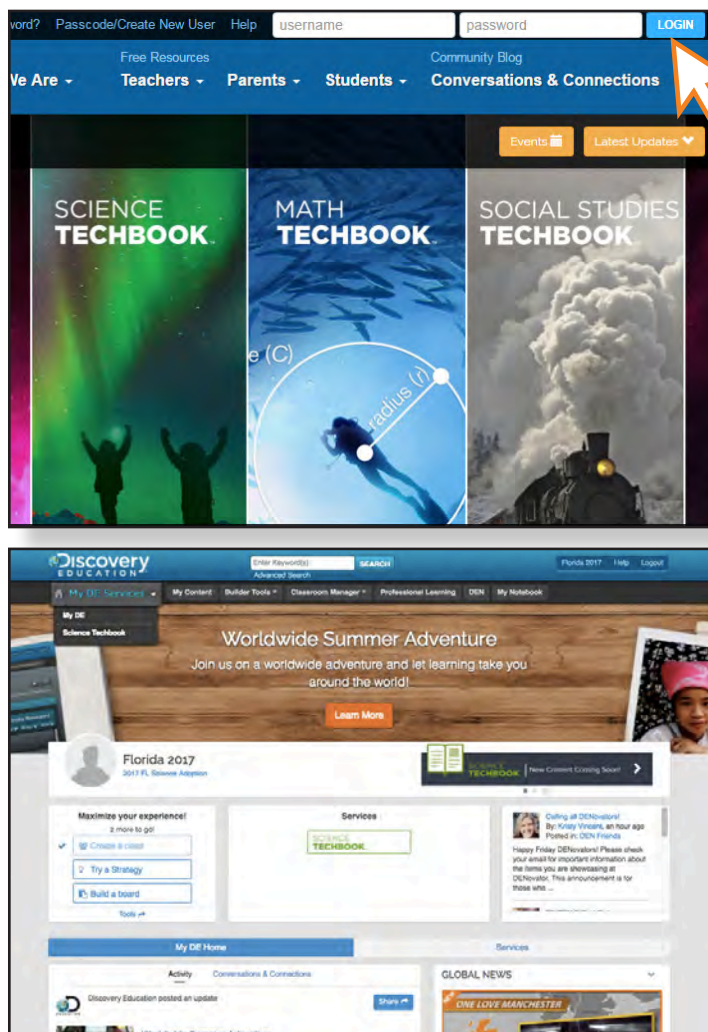 Passcode/Create New User Help username password LOGIN
Free Resources Community Blog
We Are Teachers Parents Students Conversations & Connections
Events Latest Updates
SCIENCE
TECHBOOK™
MATH
TECHBOOK™
SOCIAL STUDIES
TECHBOOK
e (C)
radius (r)
Discovery
EDUCATION
Enter Keyword(s) SEARCH
Advanced Search
Florida 2017 Help Logout
My DE Services My Content Builder Tools Classroom Manager Professional Learning DEN My Notebook
My DE
Science Techbook
Worldwide Summer Adventure
Join us on a worldwide adventure and let learning take you
around the world!
Learn More
Florida 2017
2017 FL Science Adoption
SCIENCE
TECHBOOK New Content Coming Soon!
Maximize your experience!
2 more to go!
Create a class
Try a Strategy
Build a board
Tools
Services
SCIENCE
TECHBOOK
Calling all DENovators!
By: Kristy Vincent, an hour ago
Posted in: DEN Friends
Happy Friday DENovators! Please check
your email for important information about
the items you are showcasing at
DENovator. This announcement is for
those who ...
My DE Home Services
Activity Conversations & Connections
Discovery Education posted an update
Share
GLOBAL NEWS
NEW
ONE LOVE MANCHESTER